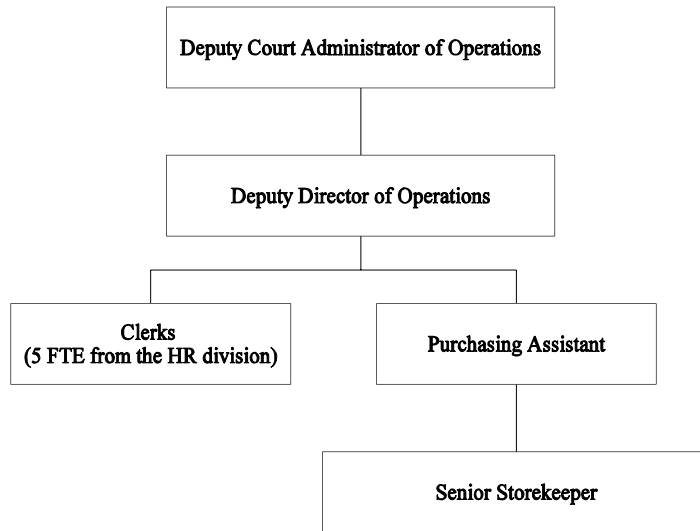 Deputy Court Administrator of Operations
Deputy Director of Operations
Clerks
(5 FTE from the HR division)
Purchasing Assistant
Senior Storekeeper